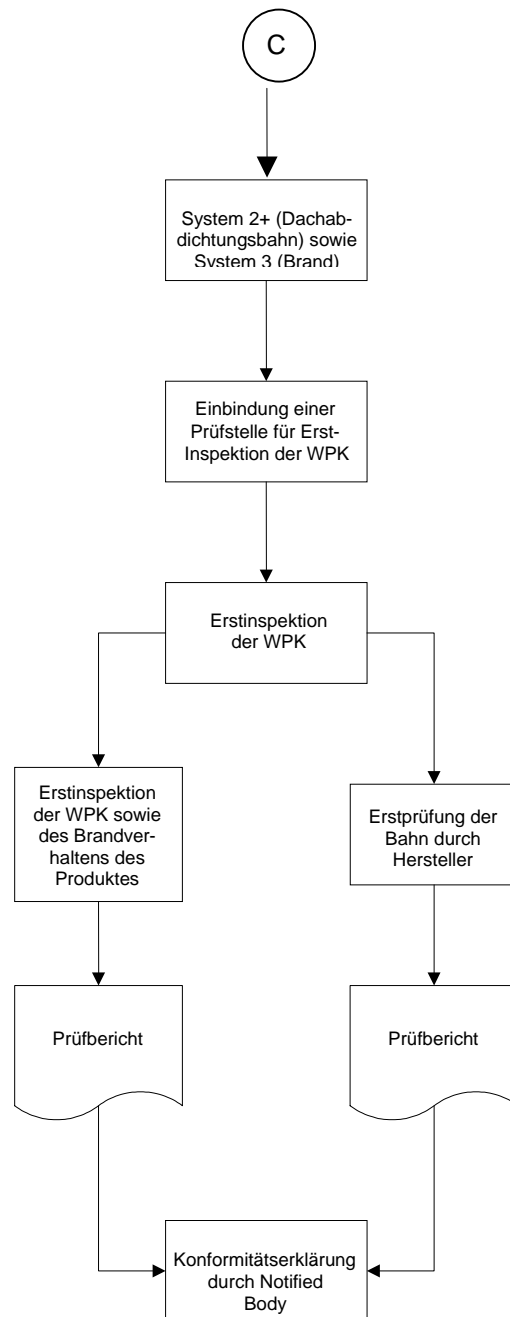 C
System 2+ (Dachab-
dichtungsbahn) sowie
System 3 (Brand)
Einbindung einer
Prüfstelle für Erst-
Inspektion der WPK
Erstinspektion
der WPK
Erstinspektion
der WPK sowie
des Brandver-
haltens des
Produktes
Erstprüfung der
Bahn durch
Hersteller
Prüfbericht
Prüfbericht
Konformitätserklärung
durch Notified
Body